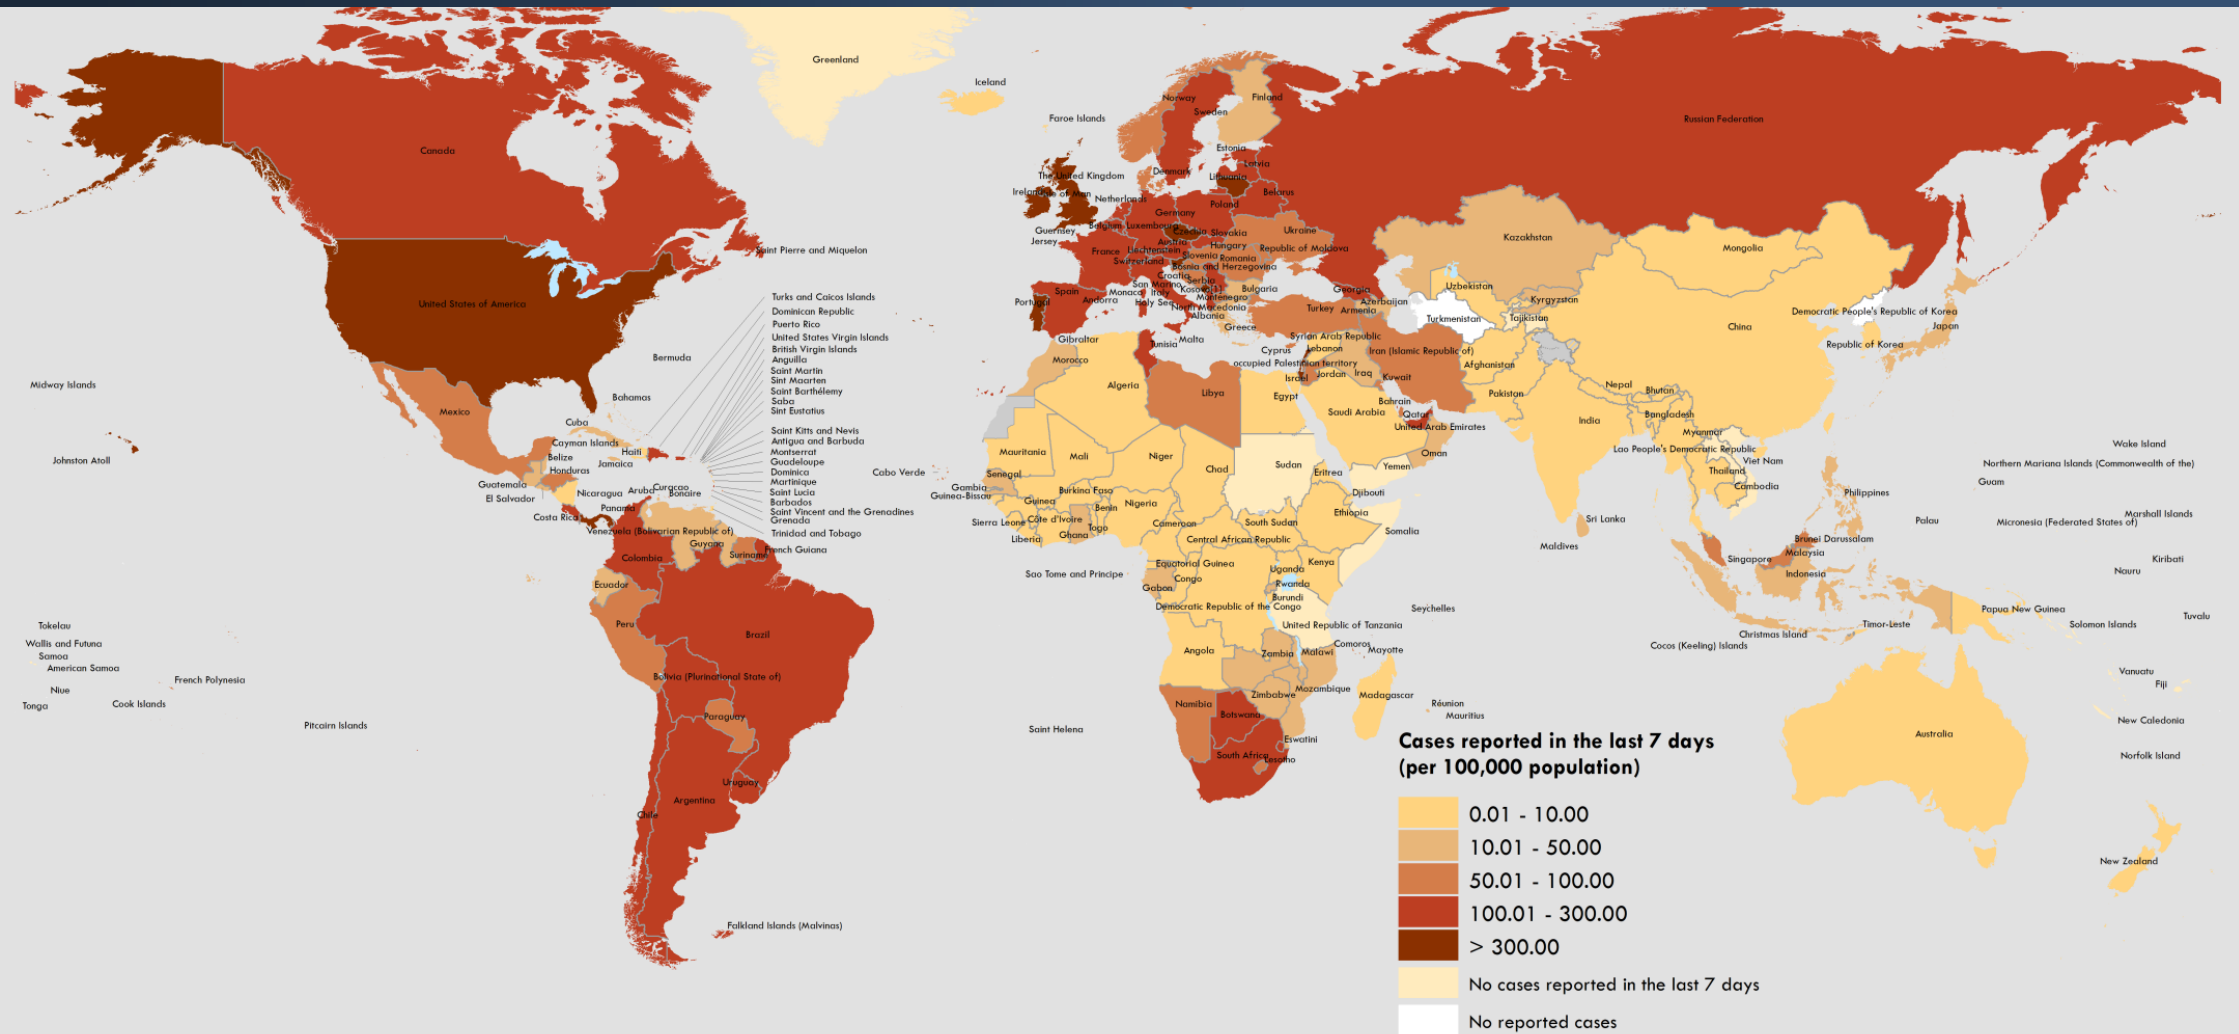 Greenland
Iceland
Faroe Islands
Norway
Sweden
Finland
Russian Federation
Canada
Estonia
Latvia
Denmark
Lithuania
The United Kingdom
Ireland
Isle of Man
Netherlands
Belarus
Poland
Germany
Guernsey
Belgium
Luxembourg
Czechia
Slovakia
Ukraine
Jersey
Austria
Hungary
Republic of Moldova
Kazakhstan
Mongolia
Saint Pierre and Miquelon
France
Liechtenstein
Slovenia
Romania
Switzerland
Bosnia and Herzegovina
Croatia
Serbia
San Marino
Uzbekistan
Spain
Monaco
Italy
Kosovo[1]
Bulgaria
Georgia
Turks and Caicos Islands
Portugal
Andorra
Holy See
Montenegro
Azerbaijan
Kyrgyzstan
United States of America
North Macedonia
Turkey
Armenia
Dominican Republic
Albania
Turkmenistan
Tajikistan
Democratic People's Republic of Korea
Puerto Rico
Greece
China
Japan
United States Virgin Islands
Gibraltar
Malta
Syrian Arab Republic
British Virgin Islands
Tunisia
Cyprus
Lebanon
Iran (Islamic Republic of)
Republic of Korea
Bermuda
Anguilla
Morocco
occupied Palestinian territory
Afghanistan
Saint Martin
Israel
Jordan
Iraq
Kuwait
Midway Islands
Sint Maarten
Algeria
Nepal
Bhutan
Saint Barthélemy
Libya
Egypt
Pakistan
Bahamas
Saba
Bahrain
Mexico
Sint Eustatius
Saudi Arabia
Qatar
Bangladesh
Cuba
India
United Arab Emirates
Saint Kitts and Nevis
Myanmar
Cayman Islands
Antigua and Barbuda
Wake Island
Haiti
Montserrat
Mauritania
Mali
Niger
Oman
Lao People's Democratic Republic
Belize
Jamaica
Guadeloupe
Sudan
Yemen
Viet Nam
Northern Mariana Islands (Commonwealth of the)
Johnston Atoll
Honduras
Dominica
Cabo Verde
Senegal
Chad
Eritrea
Thailand
Guatemala
Martinique
Gambia
Guam
Nicaragua
Aruba
Curaçao
Bonaire
Saint Lucia
Guinea-Bissau
Burkina Faso
Djibouti
Cambodia
Philippines
El Salvador
Barbados
Guinea
Nigeria
Panama
Saint Vincent and the Grenadines
Benin
Ethiopia
Marshall Islands
Costa Rica
Grenada
Sierra Leone
Côte d'Ivoire
Togo
Cameroon
South Sudan
Sri Lanka
Palau
Micronesia (Federated States of)
Venezuela (Bolivarian Republic of)
Trinidad and Tobago
Liberia
Ghana
Central African Republic
Somalia
Brunei Darussalam
Guyana
Maldives
Colombia
Suriname
French Guiana
Malaysia
Singapore
Kiribati
Equatorial Guinea
Kenya
Uganda
Nauru
Sao Tome and Principe
Congo
Indonesia
Ecuador
Gabon
Rwanda
Burundi
Democratic Republic of the Congo
Seychelles
Papua New Guinea
Tuvalu
Tokelau
Peru
United Republic of Tanzania
Timor-Leste
Solomon Islands
Brazil
Christmas Island
Wallis and Futuna
Comoros
Cocos (Keeling) Islands
Samoa
Angola
Zambia
Malawi
Mayotte
American Samoa
Vanuatu
French Polynesia
Bolivia (Plurinational State of)
Fiji
Niue
Zimbabwe
Mozambique
Madagascar
Tonga
Cook Islands
Namibia
Réunion
Paraguay
Botswana
Mauritius
New Caledonia
Pitcairn Islands
Saint Helena
Eswatini
Australia
South Africa
Lesotho
Norfolk Island
Uruguay
Argentina
Chile
New Zealand
Falkland Islands (Malvinas)
Cases reported in the last 7 days
(per 100,000 population)
0.01 - 10.00
10.01 - 50.00
50.01 - 100.00
100.01 - 300.00
> 300.00
No cases reported in the last 7 days
No reported cases